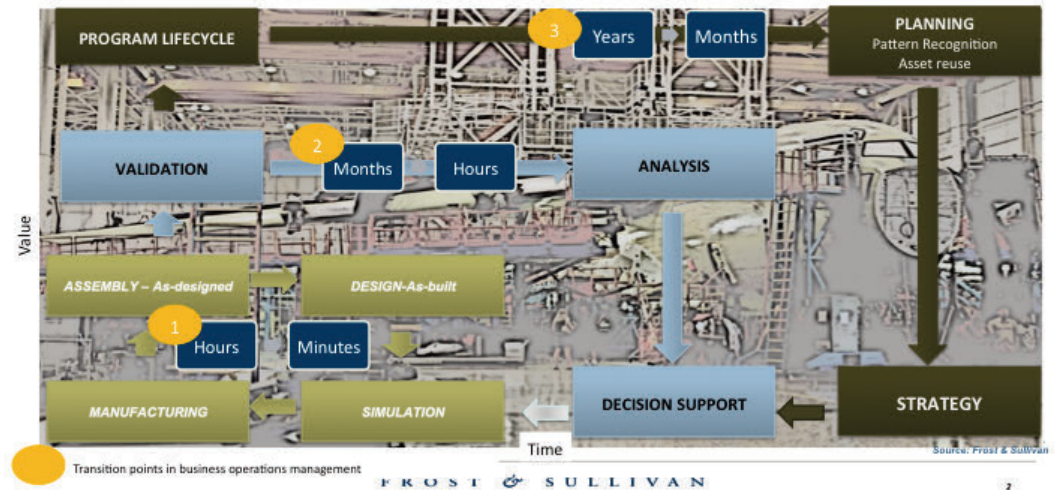 PROGRAM LIFECYCLE
3
Years
Months
PLANNING
Pattern Recognition
Asset reuse
VALIDATION
2
Months
Hours
ANALYSIS
Value
ASSEMBLY – As-designed
DESIGN-As-built
1
Hours
Minutes
MANUFACTURING
SIMULATION
DECISION SUPPORT
STRATEGY
Time
Source: Frost & Sullivan
Transition points in business operations management
FROST & SULLIVAN
2